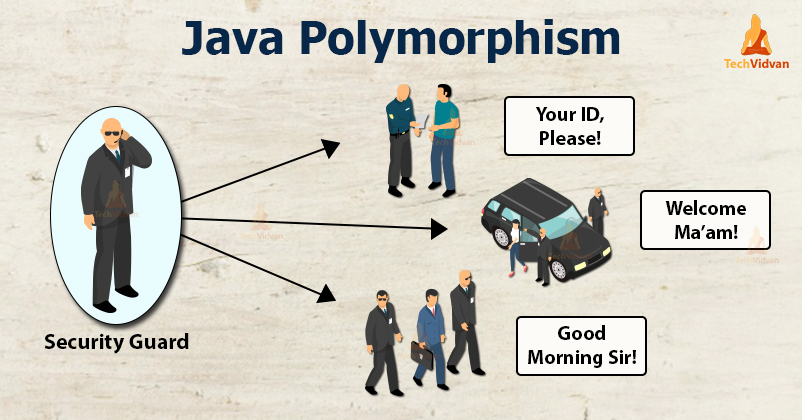 Java Polymorphism
TechVidvan
Your ID,
Please!
Welcome
Ma’am!
Good
Morning Sir!
Security Guard